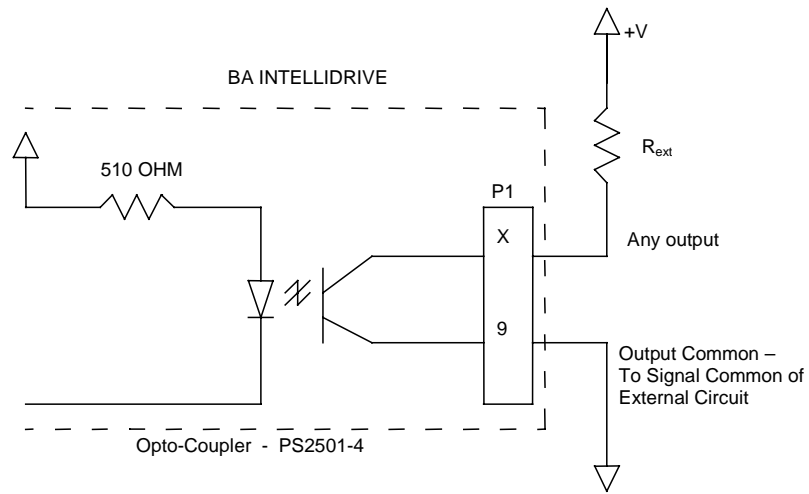 +V
BA INTELLIDRIVE
510 OHM
R_ext
P1
X
Any output
9
Output Common –
To Signal Common of
External Circuit
Opto-Coupler - PS2501-4